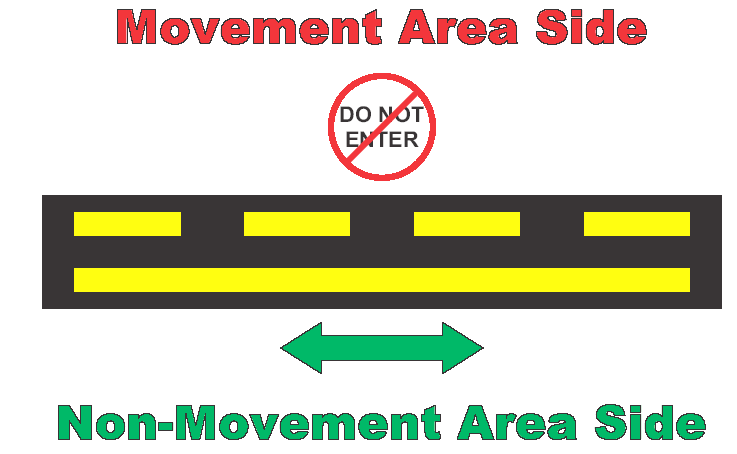 Movement Area Side
DO NOT
ENTER
Non-Movement Area Side